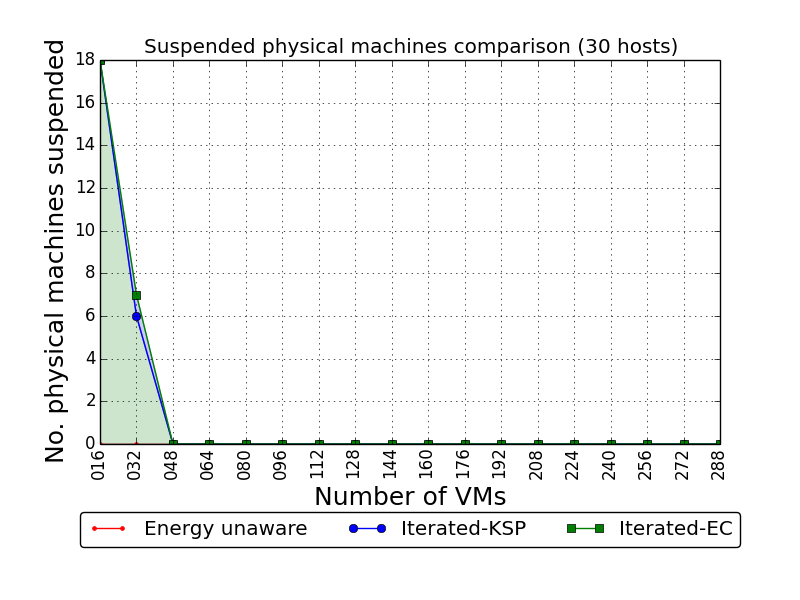 Suspended physical machines comparison (30 hosts)
No. physical machines suspended
18
16
14
12
10
8
6
4
2
0
016 032 048 064 080 096 112 128 144 160 176 192 208 224 240 256 272 288
Number of VMs
Energy unaware Iterated-KSP Iterated-EC